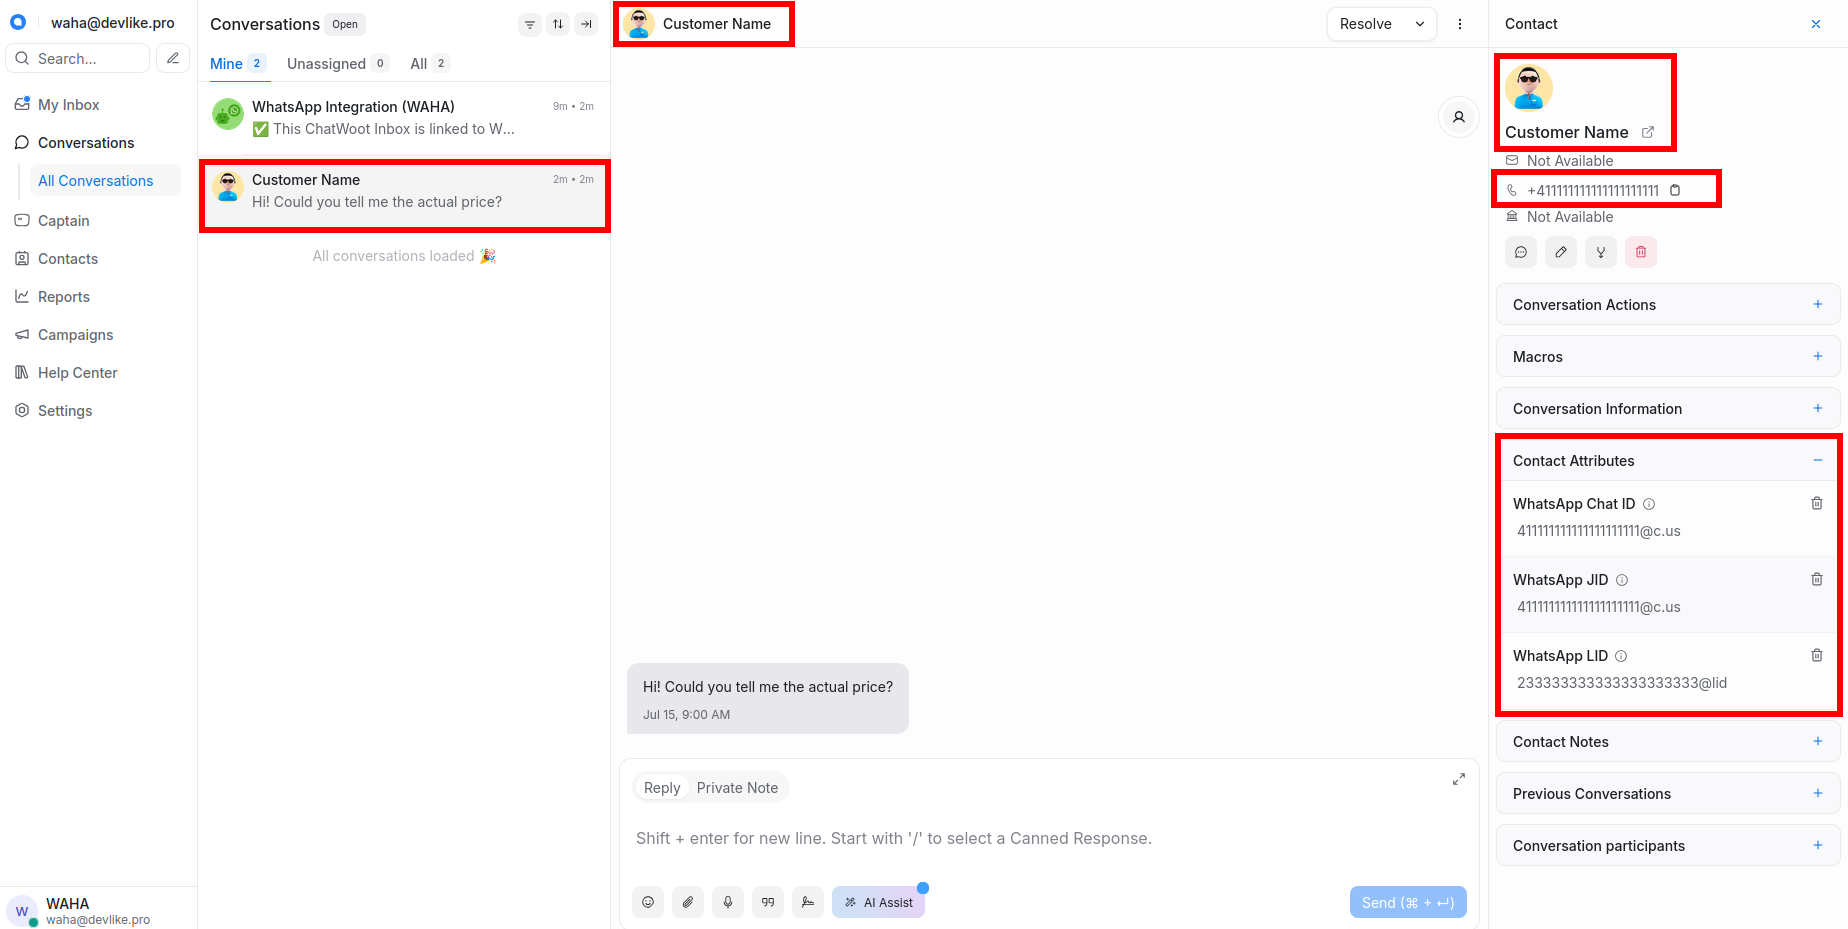 waha@devlike.pro
Search...
My Inbox
Conversations
All Conversations
Captain
Contacts
Reports
Campaigns
Help Center
Settings
W
WAHA
waha@devlike.pro
Conversations Open
Mine 2 Unassigned 0 All 2
WhatsApp Integration (WAHA) 9m • 2m
✅ This ChatWoot Inbox is linked to W...
Customer Name 2m • 2m
Hi! Could you tell me the actual price?
All conversations loaded 🎉
Customer Name
Resolve
Hi! Could you tell me the actual price?
Jul 15, 9:00 AM
Reply Private Note
Shift + enter for new line. Start with '/' to select a Canned Response.
AI Assist
Send (⌘ + ↵)
Contact
Customer Name
Not Available
+41111111111111111111
Not Available
Conversation Actions
Macros
Conversation Information
Contact Attributes
WhatsApp Chat ID
41111111111111111111@c.us
WhatsApp JID
41111111111111111111@c.us
WhatsApp LID
23333333333333333333@lid
Contact Notes
Previous Conversations
Conversation participants